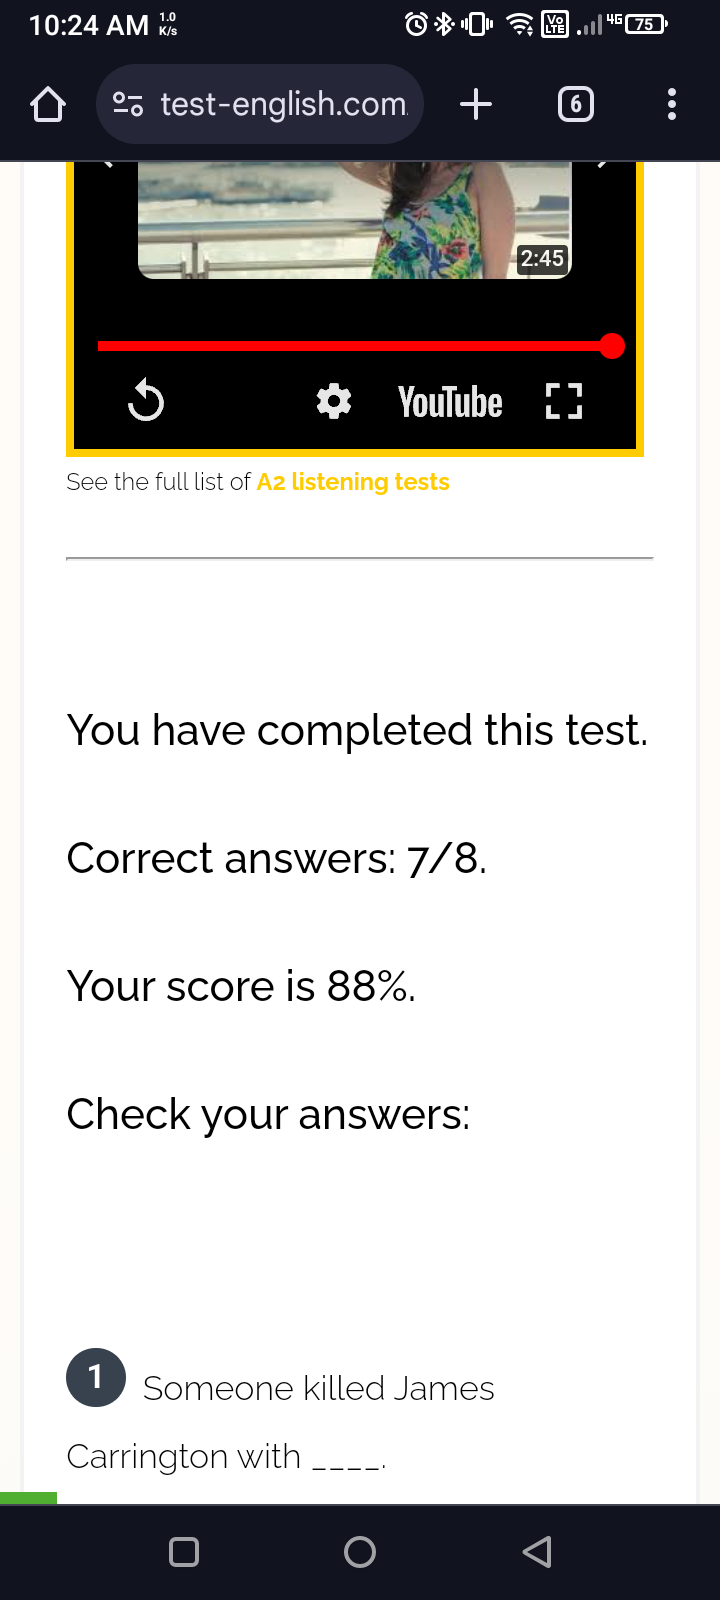 10:24 AM 1.0 K/s Vo LTE 4G 75
test-english.com 6
2:45
YouTube
See the full list of A2 listening tests
You have completed this test.
Correct answers: 7/8.
Your score is 88%.
Check your answers:
1 Someone killed James
Carrington with ____.